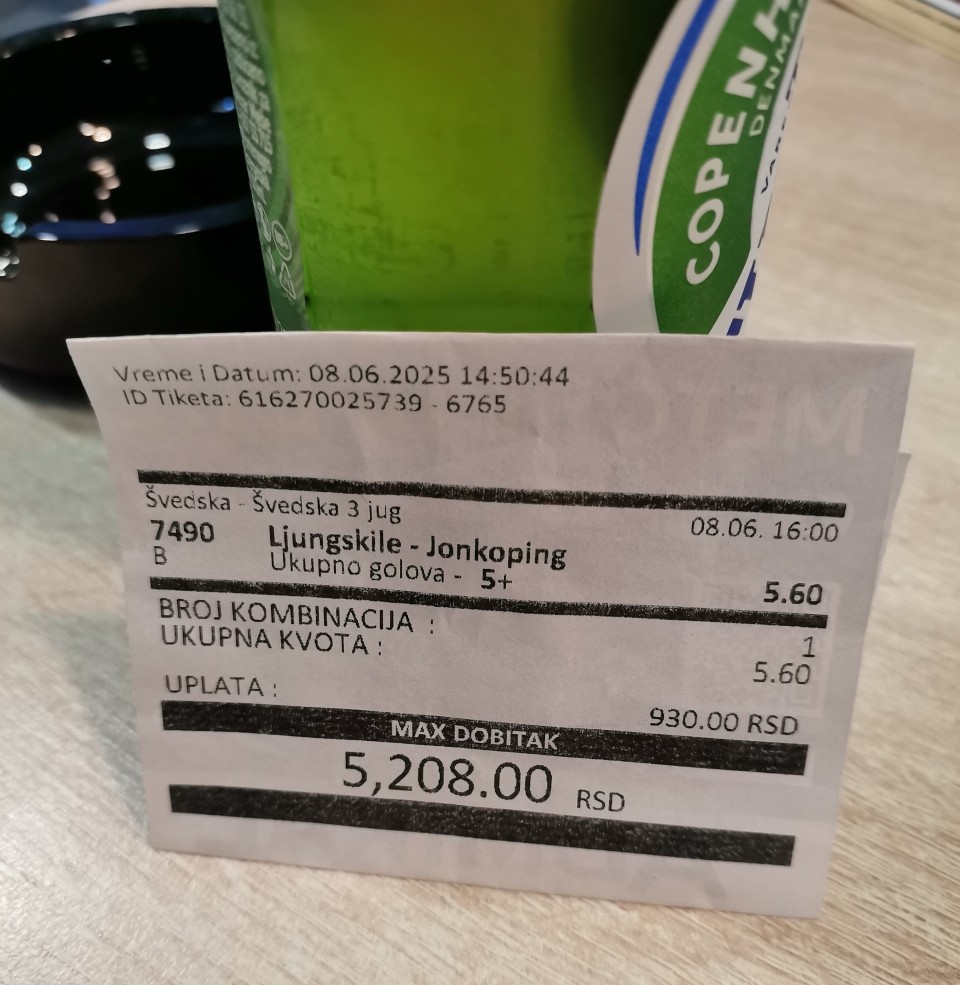 COPENH
DENMA
Vreme i Datum: 08.06.2025 14:50:44
ID Tiketa: 616270025739 - 6765
Švedska - Švedska 3 jug 08.06. 16:00
7490 Ljungskile - Jonkoping
B Ukupno golova - 5+ 5.60
BROJ KOMBINACIJA : 1
UKUPNA KVOTA : 5.60
UPLATA : 930.00 RSD
MAX DOBITAK
5,208.00 RSD